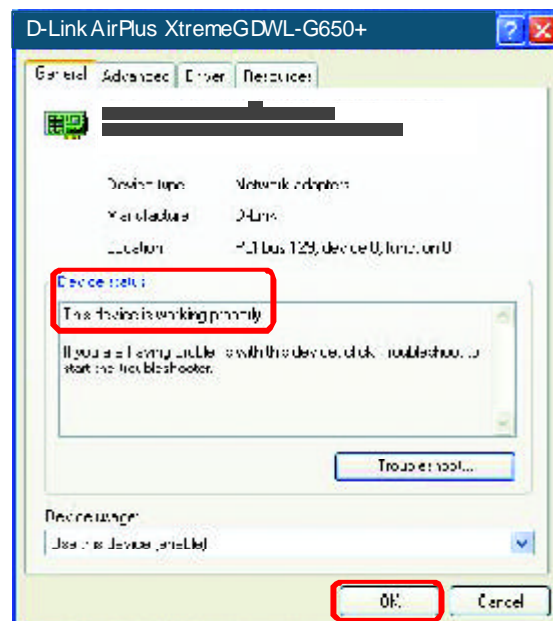 D-Link AirPlus XtremeGDWL-G650+
General Advanced Driver Resources
Device type: Network adapters
Manufacturer: D-Link
Location: PCI bus 129, device 0, function 0
Device status
This device is working properly.
If you are having problems with this device, click Troubleshoot to
start the troubleshooter.
Troubleshoot...
Device usage:
Use this device (enable)
OK Cancel